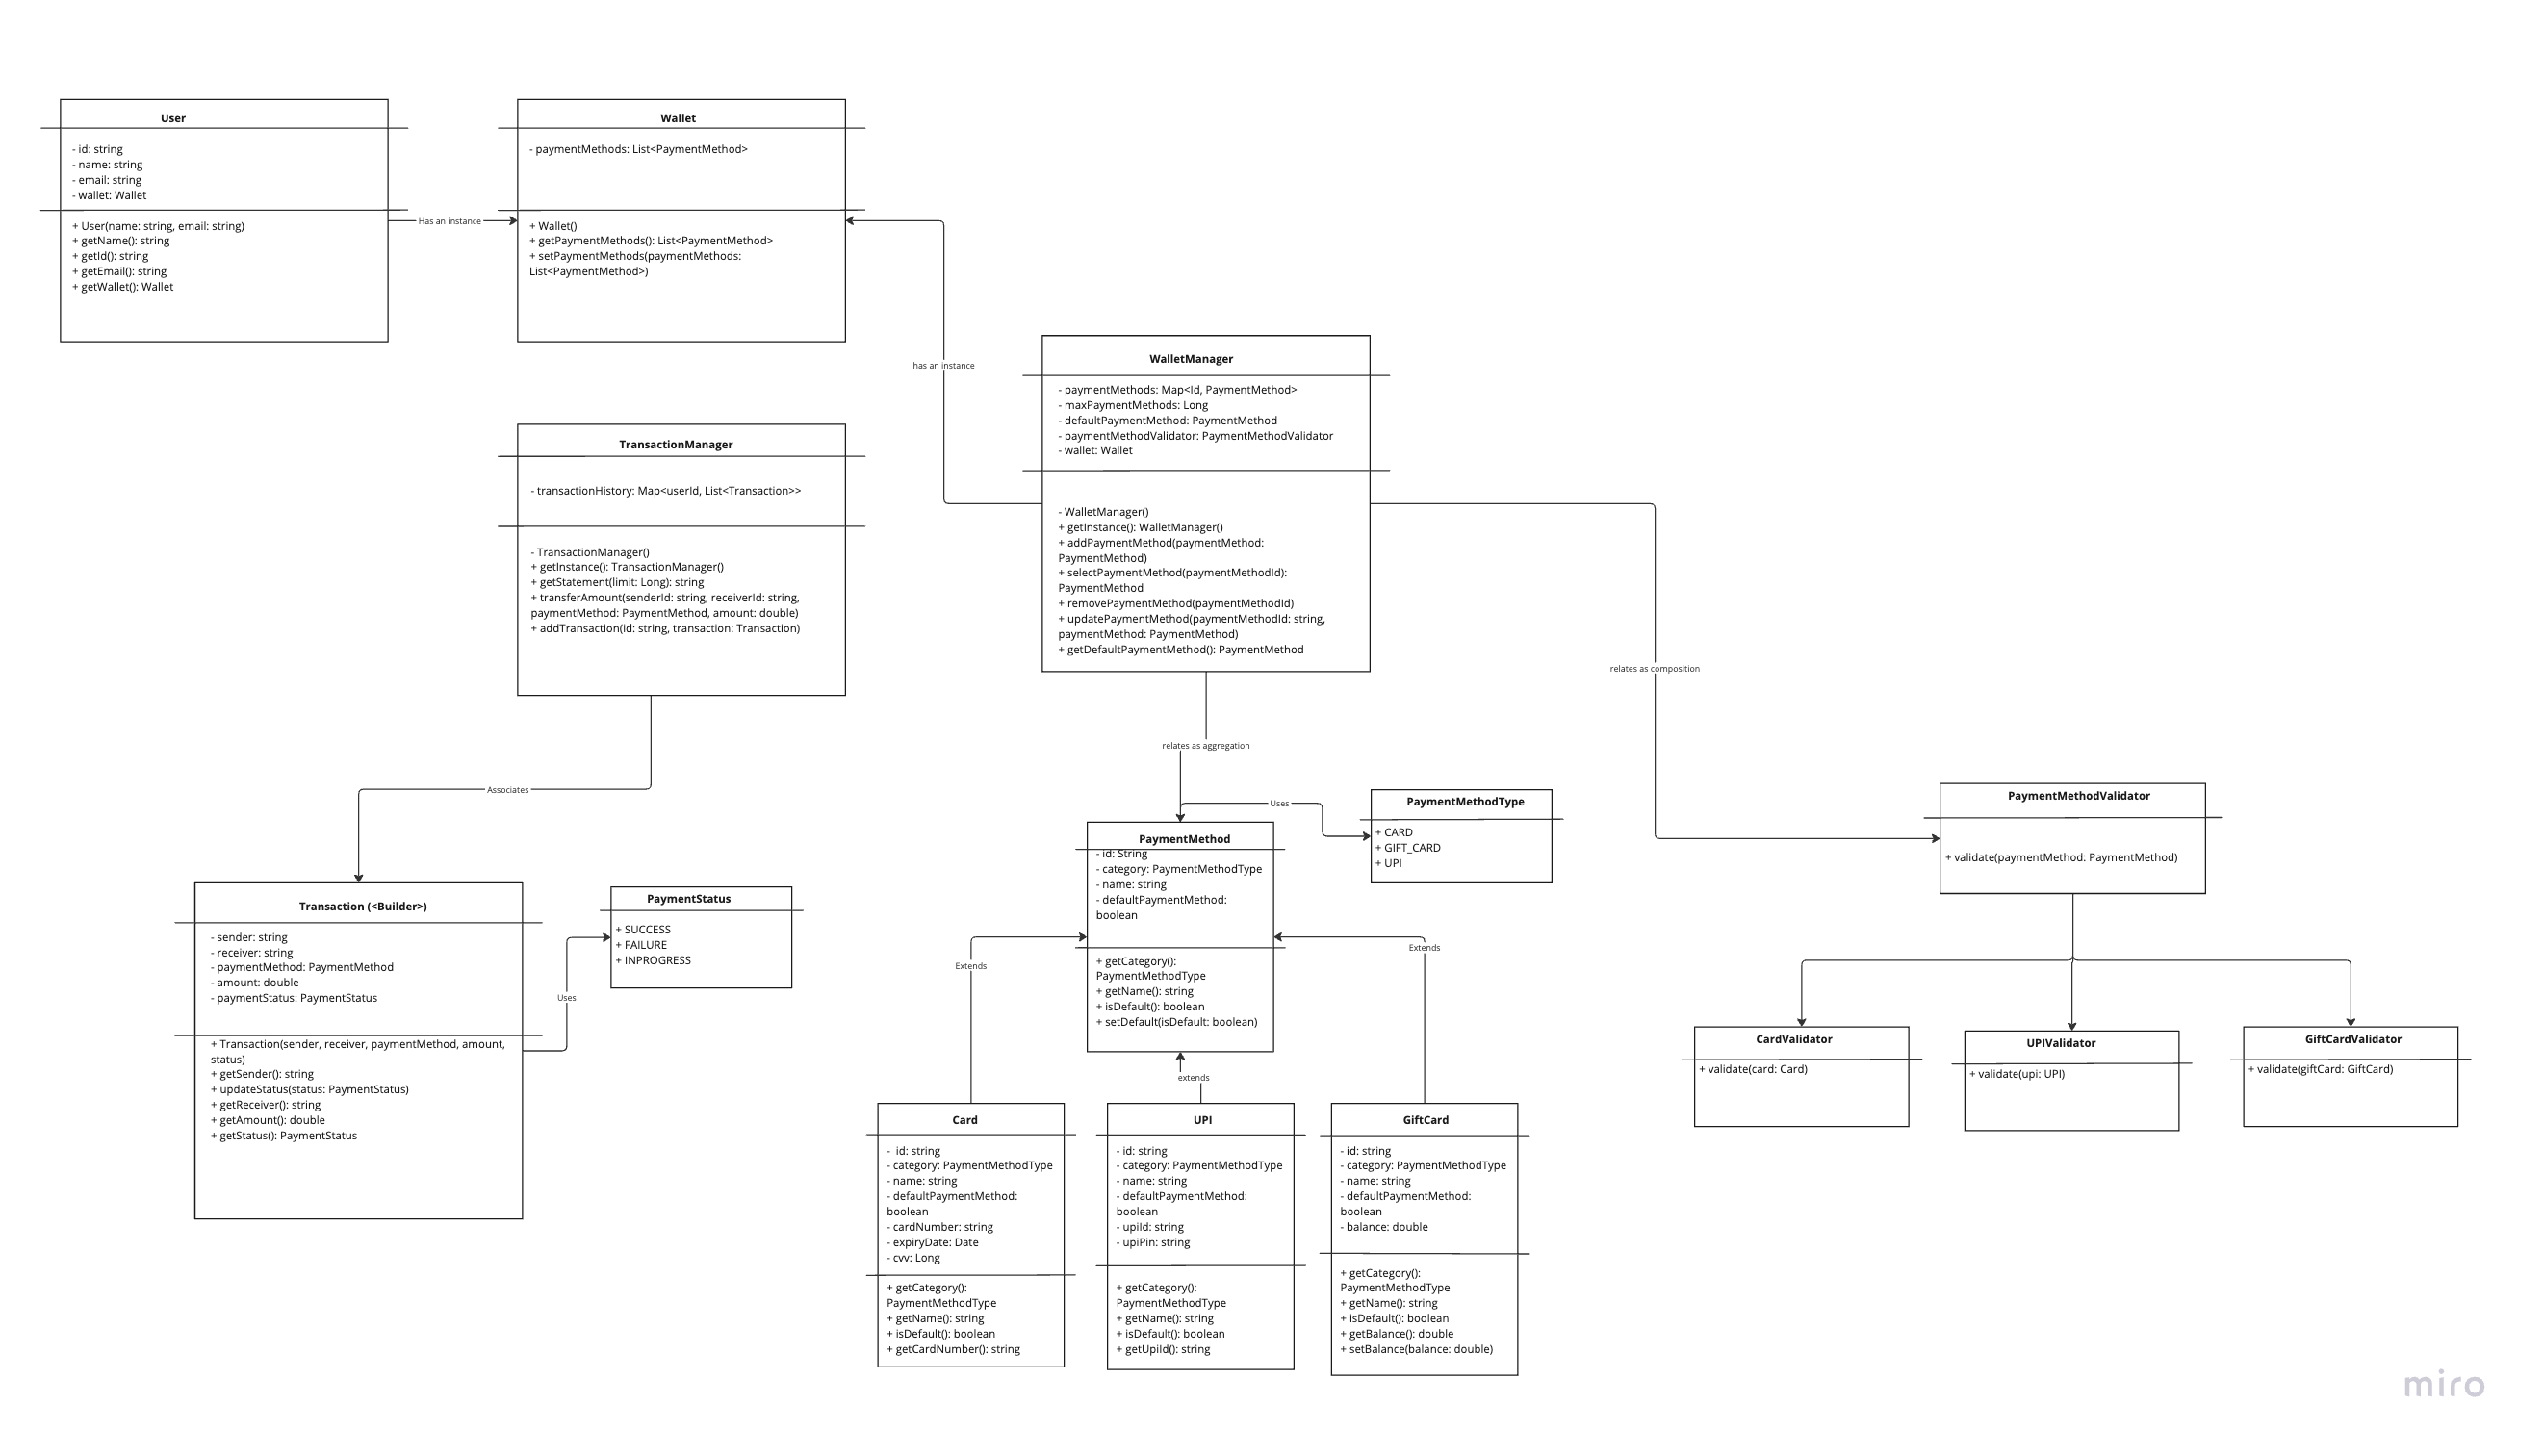 User
- id: string
- name: string
- email: string
- wallet: Wallet
+ User(name: string, email: string)
+ getName(): string
+ getId(): string
+ getEmail(): string
+ getWallet(): Wallet
Has an instance
Wallet
- paymentMethods: List<PaymentMethod>
+ Wallet()
+ getPaymentMethods(): List<PaymentMethod>
+ setPaymentMethods(paymentMethods:
List<PaymentMethod>)
has an instance
WalletManager
- paymentMethods: Map<Id, PaymentMethod>
- maxPaymentMethods: Long
- defaultPaymentMethod: PaymentMethod
- paymentMethodValidator: PaymentMethodValidator
- wallet: Wallet
- WalletManager()
+ getInstance(): WalletManager()
+ addPaymentMethod(paymentMethod:
PaymentMethod)
+ selectPaymentMethod(paymentMethodId):
PaymentMethod
+ removePaymentMethod(paymentMethodId)
+ updatePaymentMethod(paymentMethodId: string,
paymentMethod: PaymentMethod)
+ getDefaultPaymentMethod(): PaymentMethod
TransactionManager
- transactionHistory: Map<userId, List<Transaction>>
- TransactionManager()
+ getInstance(): TransactionManager()
+ getStatement(limit: Long): string
+ transferAmount(senderId: string, receiverId: string,
paymentMethod: PaymentMethod, amount: double)
+ addTransaction(id: string, transaction: Transaction)
relates as composition
relates as aggregation
Associates
Uses
PaymentMethodType
+ CARD
+ GIFT_CARD
+ UPI
PaymentMethodValidator
+ validate(paymentMethod: PaymentMethod)
PaymentMethod
- id: String
- category: PaymentMethodType
- name: string
- defaultPaymentMethod:
boolean
+ getCategory():
PaymentMethodType
+ getName(): string
+ isDefault(): boolean
+ setDefault(isDefault: boolean)
Transaction (<Builder>)
- sender: string
- receiver: string
- paymentMethod: PaymentMethod
- amount: double
- paymentStatus: PaymentStatus
+ Transaction(sender, receiver, paymentMethod, amount,
status)
+ getSender(): string
+ updateStatus(status: PaymentStatus)
+ getReceiver(): string
+ getAmount(): double
+ getStatus(): PaymentStatus
Uses
PaymentStatus
+ SUCCESS
+ FAILURE
+ INPROGRESS
Extends
extends
Extends
CardValidator
+ validate(card: Card)
UPIValidator
+ validate(upi: UPI)
GiftCardValidator
+ validate(giftCard: GiftCard)
Card
- id: string
- category: PaymentMethodType
- name: string
- defaultPaymentMethod:
boolean
- cardNumber: string
- expiryDate: Date
- cvv: Long
+ getCategory():
PaymentMethodType
+ getName(): string
+ isDefault(): boolean
+ getCardNumber(): string
UPI
- id: string
- category: PaymentMethodType
- name: string
- defaultPaymentMethod:
boolean
- upiId: string
- upiPin: string
+ getCategory():
PaymentMethodType
+ getName(): string
+ isDefault(): boolean
+ getUpiId(): string
GiftCard
- id: string
- category: PaymentMethodType
- name: string
- defaultPaymentMethod:
boolean
- balance: double
+ getCategory():
PaymentMethodType
+ getName(): string
+ isDefault(): boolean
+ getBalance(): double
+ setBalance(balance: double)
miro